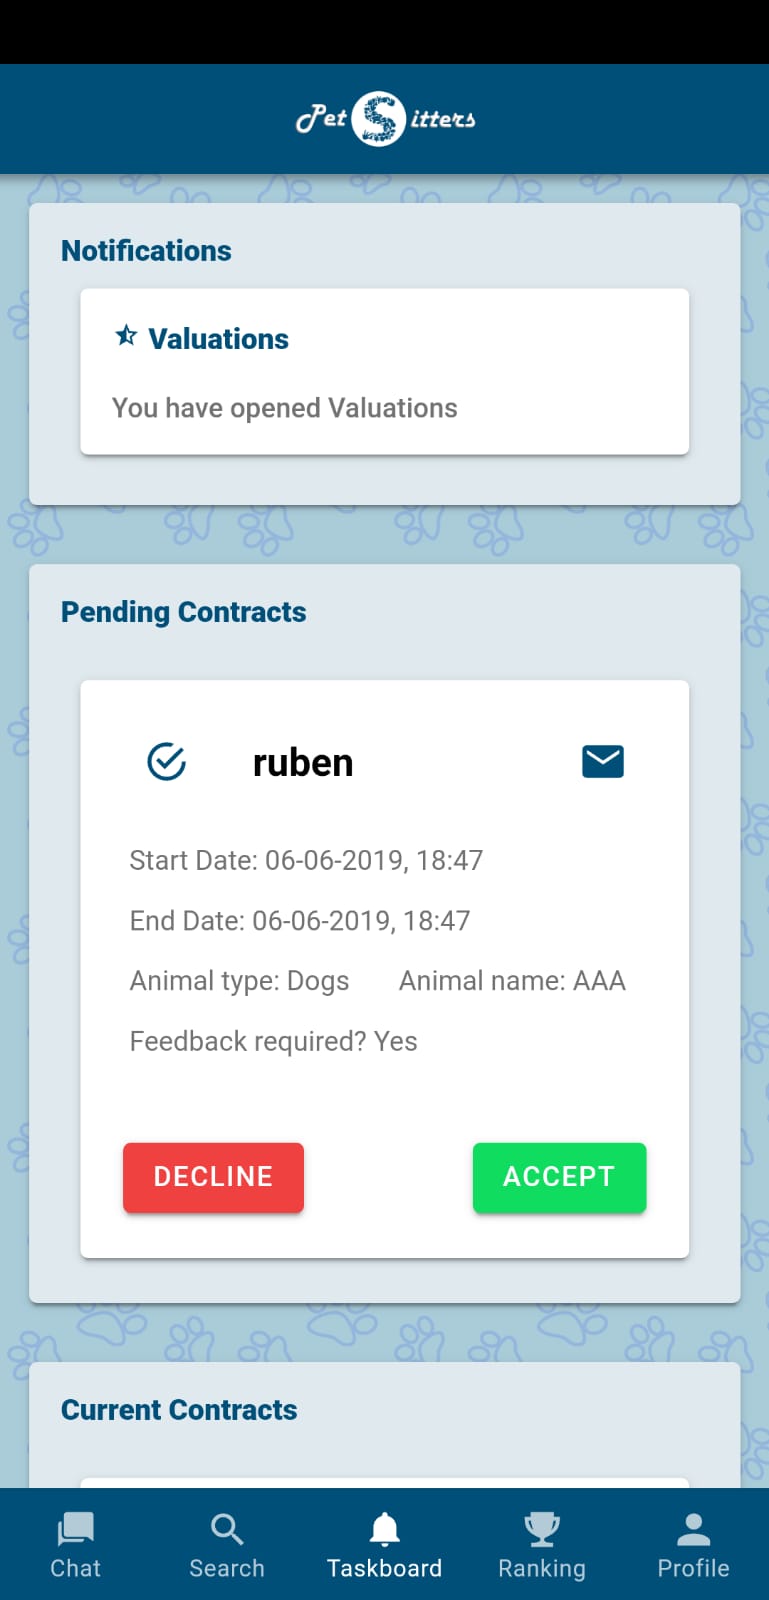 Pet Sitters
Notifications
Valuations
You have opened Valuations
Pending Contracts
ruben
Start Date: 06-06-2019, 18:47
End Date: 06-06-2019, 18:47
Animal type: Dogs Animal name: AAA
Feedback required? Yes
DECLINE ACCEPT
Current Contracts
Chat Search Taskboard Ranking Profile